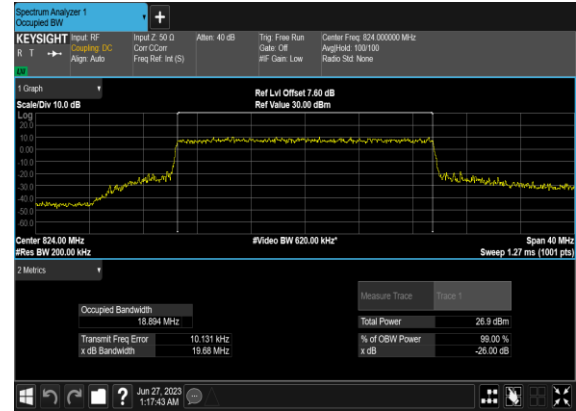 Spectrum Analyzer 1
Occupied BW
KEYSIGHT Input: RF Input Z: 50 Ω Atten: 40 dB Trig: Free Run Center Freq: 824.000000 MHz
R T Coupling: DC Corr CCorr Gate: Off Avg|Hold: 100/100
Align: Auto Freq Ref: Int (S) #IF Gain: Low Radio Std: None
1 Graph
Ref Lvl Offset 7.60 dB
Scale/Div 10.0 dB Ref Value 30.00 dBm
Log
20.0
10.0
0.00
-10.0
-20.0
-30.0
-40.0
-50.0
-60.0
Center 824.00 MHz #Video BW 620.00 kHz* Span 40 MHz
#Res BW 200.00 kHz Sweep 1.27 ms (1001 pts)
2 Metrics
Measure Trace Trace 1
Occupied Bandwidth
18.894 MHz Total Power 26.9 dBm
Transmit Freq Error 10.131 kHz % of OBW Power 99.00 %
x dB Bandwidth 19.68 MHz x dB -26.00 dB
? Jun 27, 2023
1:17:43 AM